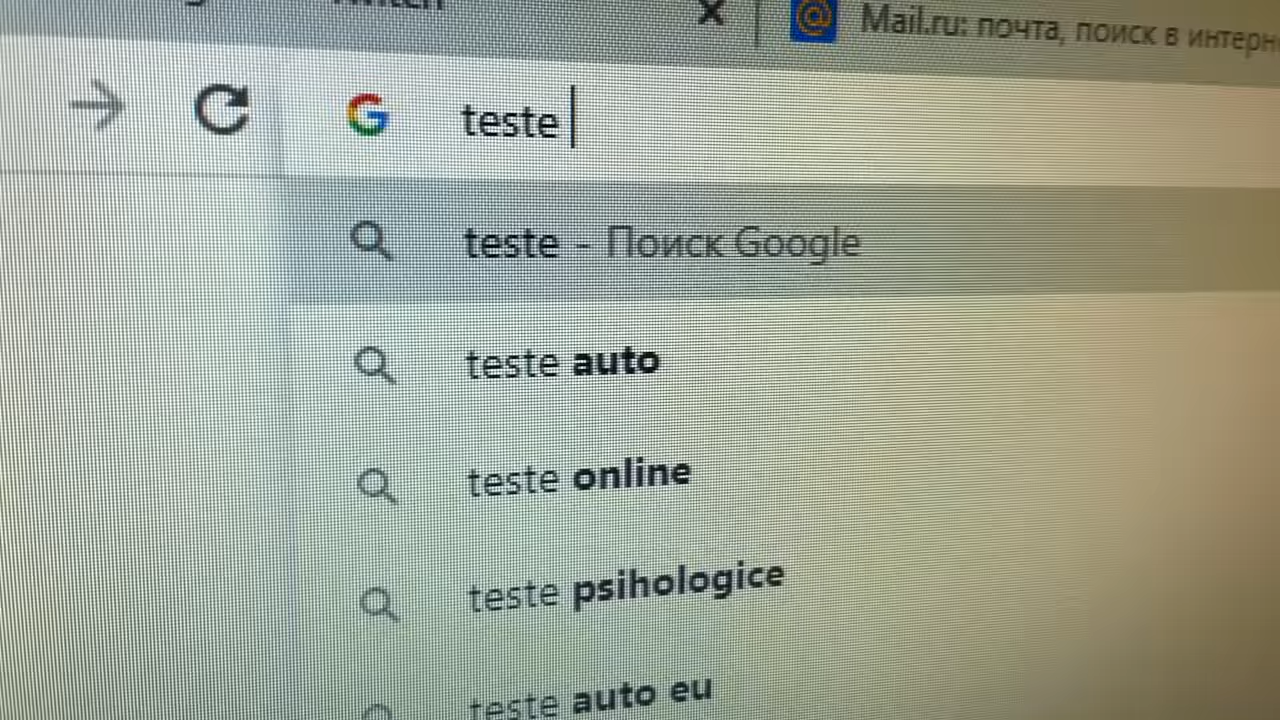 Mail.ru: почта, поиск в интерн
teste
teste - Поиск Google
teste auto
teste online
teste psihologice
teste auto eu